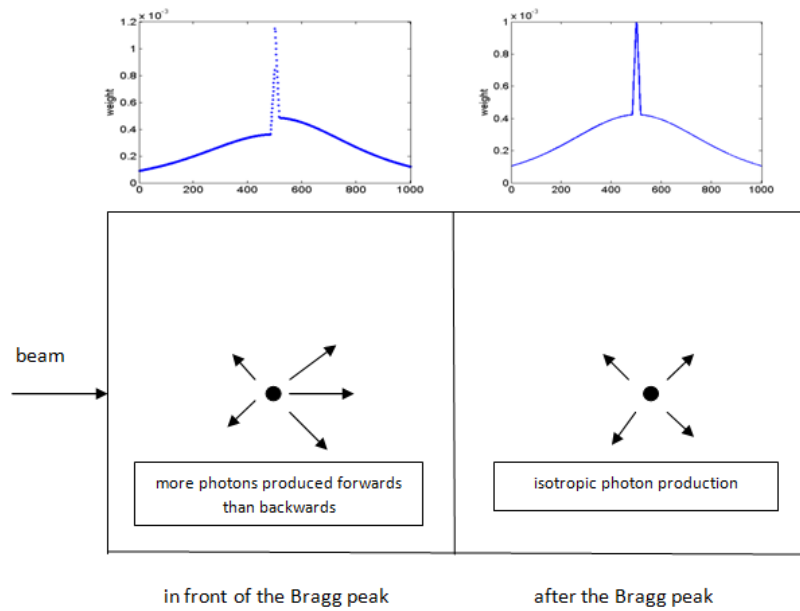 × 10⁻³
1.2
1
0.8
0.6
0.4
0.2
0
weight
0 200 400 600 800 1000
× 10⁻³
1
0.8
0.6
0.4
0.2
0
weight
0 200 400 600 800 1000
beam
more photons produced forwards
than backwards
isotropic photon production
in front of the Bragg peak
after the Bragg peak